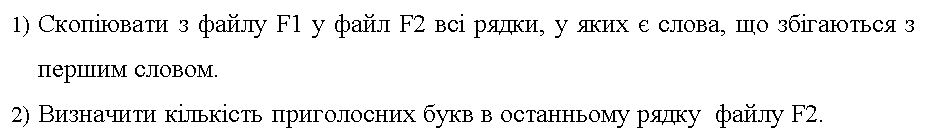 1) Скопіювати з файлу F1 у файл F2 всі рядки, у яких є слова, що збігаються з
першим словом.
2) Визначити кількість приголосних букв в останньому рядку файлу F2.